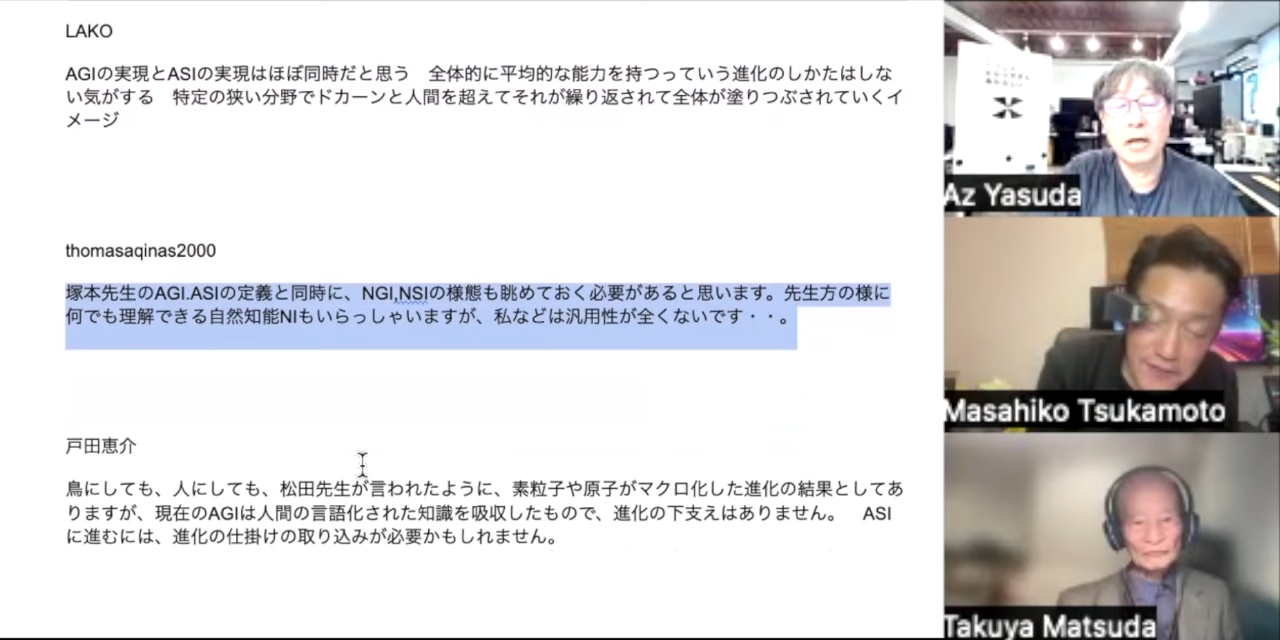 LAKO
AGIの実現とASIの実現はほぼ同時だと思う　全体的に平均的な能力を持つっていう進化のしかたはしな
い気がする　特定の狭い分野でドカーンと人間を超えてそれが繰り返されて全体が塗りつぶされていくイ
メージ
thomasaqinas2000
塚本先生のAGI.ASIの定義と同時に、NGI,NSIの様態も眺めておく必要があると思います。先生方の様に
何でも理解できる自然知能NIもいらっしゃいますが、私などは汎用性が全くないです・・。
戸田恵介
鳥にしても、人にしても、松田先生が言われたように、素粒子や原子がマクロ化した進化の結果としてあ
りますが、現在のAGIは人間の言語化された知識を吸収したもので、進化の下支えはありません。　ASI
に進むには、進化の仕掛けの取り込みが必要かもしれません。
Az Yasuda
Masahiko Tsukamoto
Takuya Matsuda